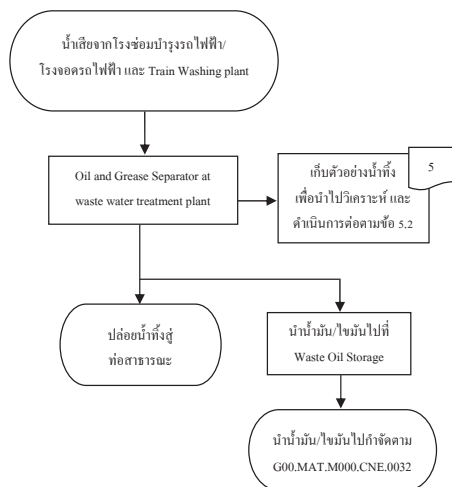 น้ำเสียจากโรงซ่อมบำรุงรถไฟฟ้า/
โรงจอดรถไฟฟ้า และ Train Washing plant
Oil and Grease Separator at
waste water treatment plant
5
เก็บตัวอย่างน้ำทิ้ง
เพื่อนำไปวิเคราะห์ และ
ดำเนินการต่อตามข้อ 5.2
ปล่อยน้ำทิ้งสู่
ท่อสาธารณะ
นำน้ำมัน/ไขมันไปที่
Waste Oil Storage
นำน้ำมัน/ไขมันไปกำจัดตาม
G00.MAT.M000.CNE.0032